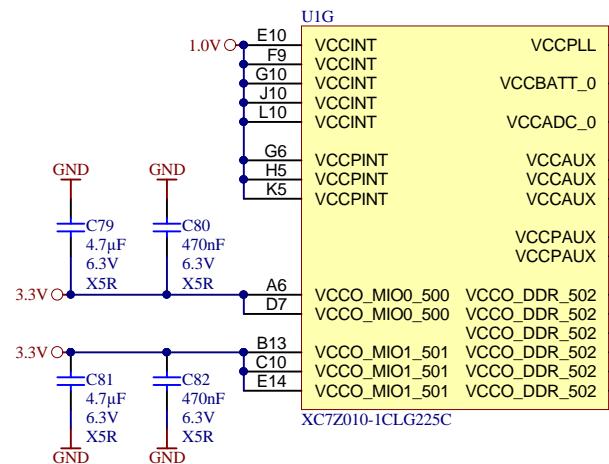 U1G
1.0V
E10 VCCINT VCCPLL
F9 VCCINT
G10 VCCINT VCCBATT_0
J10 VCCINT
L10 VCCINT VCCADC_0
G6 VCCPINT VCCAUX
H5 VCCPINT VCCAUX
K5 VCCPINT VCCAUX
GND GND
C79 C80
4.7µF 470nF
6.3V 6.3V
X5R X5R
VCCPAUX
VCCPAUX
3.3V
A6 VCCO_MIO0_500 VCCO_DDR_502
D7 VCCO_MIO0_500 VCCO_DDR_502
VCCO_DDR_502
3.3V
B13 VCCO_MIO1_501 VCCO_DDR_502
C10 VCCO_MIO1_501 VCCO_DDR_502
E14 VCCO_MIO1_501 VCCO_DDR_502
C81 C82
4.7µF 470nF
6.3V 6.3V
X5R X5R
GND GND
XC7Z010-1CLG225C